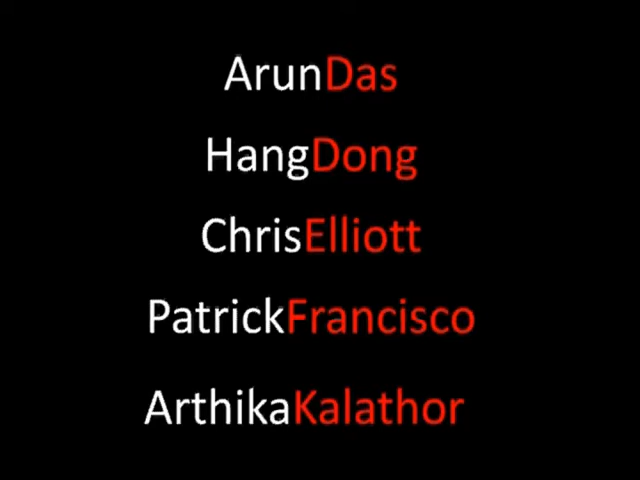 ArunDas
HangDong
ChrisElliott
PatrickFrancisco
ArthikaKalathor